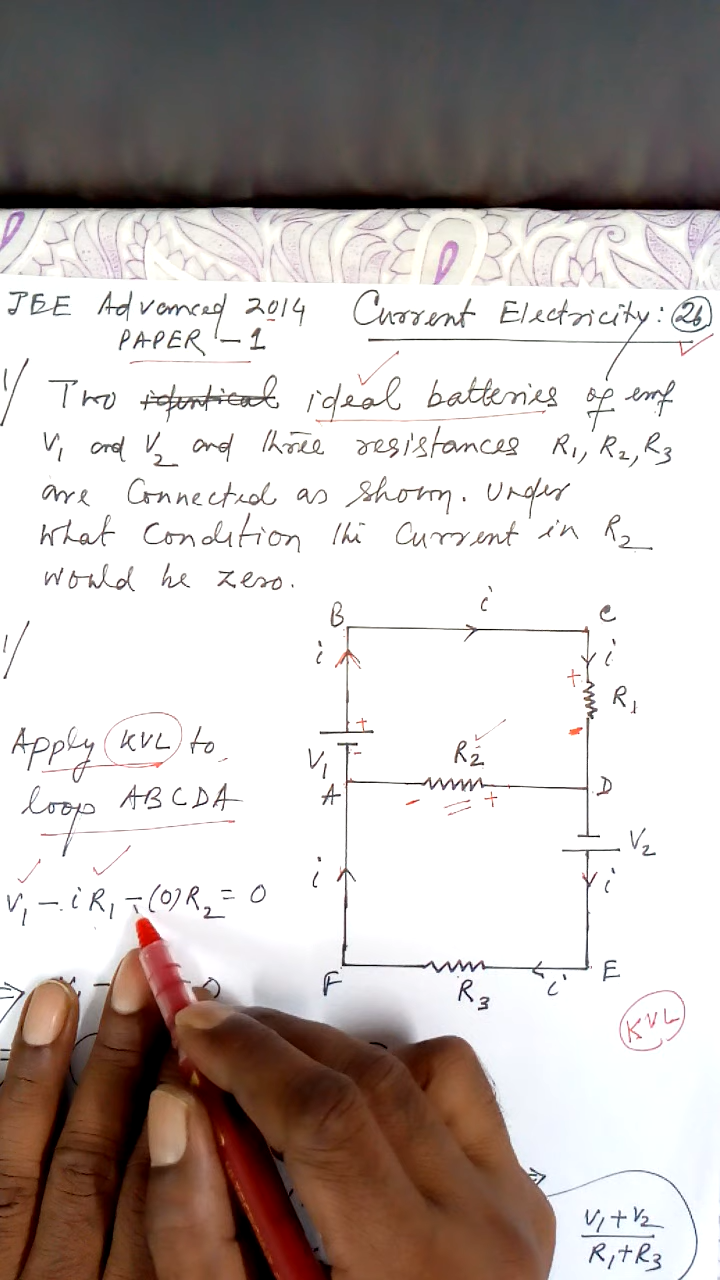 JEE Advanced 2014 Current Electricity: 26
PAPER - 1
1/ Two identical ideal batteries of emf
V1 and V2 and three resistances R1, R2, R3
are Connected as shown. Under
what Condition the Current in R2
would be zero.
1/
B i C
i + i
+ R1
-
Apply KVL to
loop ABCDA
V1 - R2
A - + D
V2
V1 - iR1 - (0)R2 = 0
i i
F R3 i E
KVL
0
V1 + V2
R1 + R3